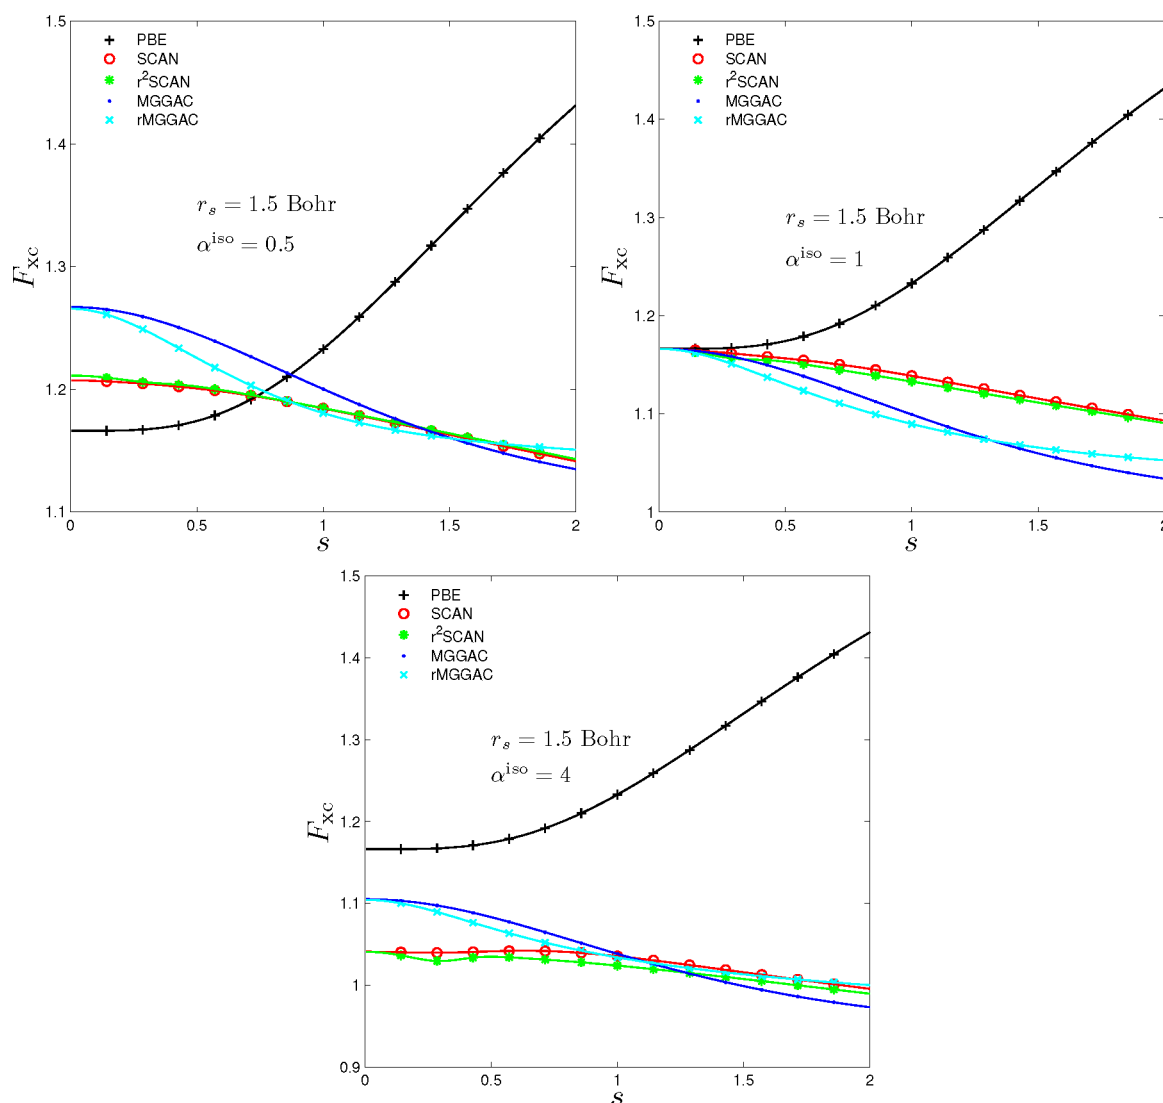 1.5
1.4
1.3
1.2
1.1
F_xc
PBE
SCAN
r²SCAN
MGGAC
rMGGAC
r_s = 1.5 Bohr
α^iso = 0.5
0 0.5 1 1.5 2
s
1.5
1.4
1.3
1.2
1.1
1
F_xc
PBE
SCAN
r²SCAN
MGGAC
rMGGAC
r_s = 1.5 Bohr
α^iso = 1
0 0.5 1 1.5 2
s
1.5
1.4
1.3
1.2
1.1
1
0.9
F_xc
PBE
SCAN
r²SCAN
MGGAC
rMGGAC
r_s = 1.5 Bohr
α^iso = 4
0 0.5 1 1.5 2
s